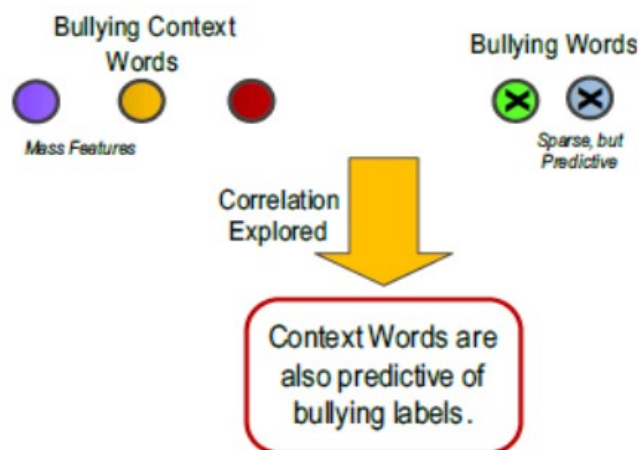 Bullying Context
Words
Bullying Words
Mass Features
Sparse, but
Predictive
Correlation
Explored
Context Words are
also predictive of
bullying labels.